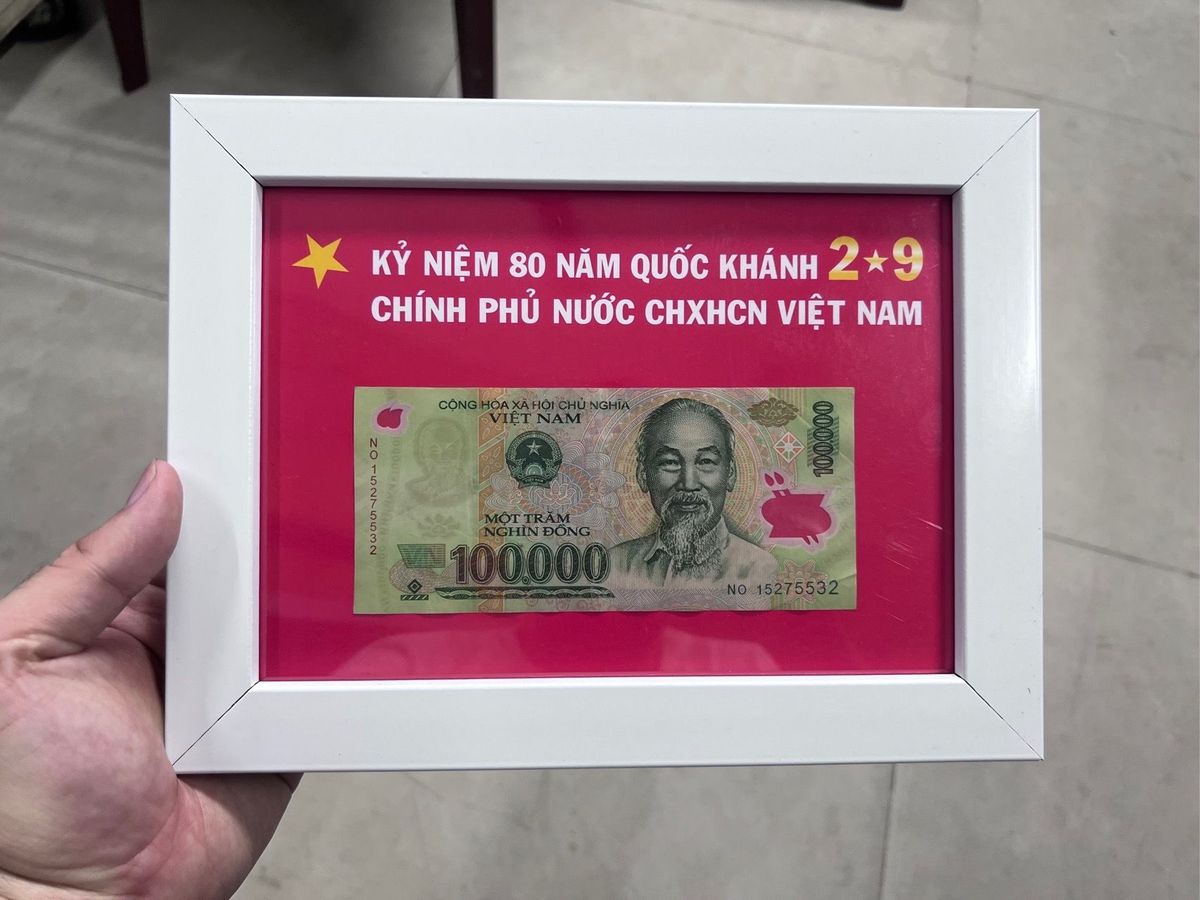 KỶ NIỆM 80 NĂM QUỐC KHÁNH 2★9
CHÍNH PHỦ NƯỚC CHXHCN VIỆT NAM
CỘNG HÒA XÃ HỘI CHỦ NGHĨA
VIỆT NAM
100000
NO 15275532
MỘT TRĂM
NGHÌN ĐỒNG
VN
100.000
NO 15275532